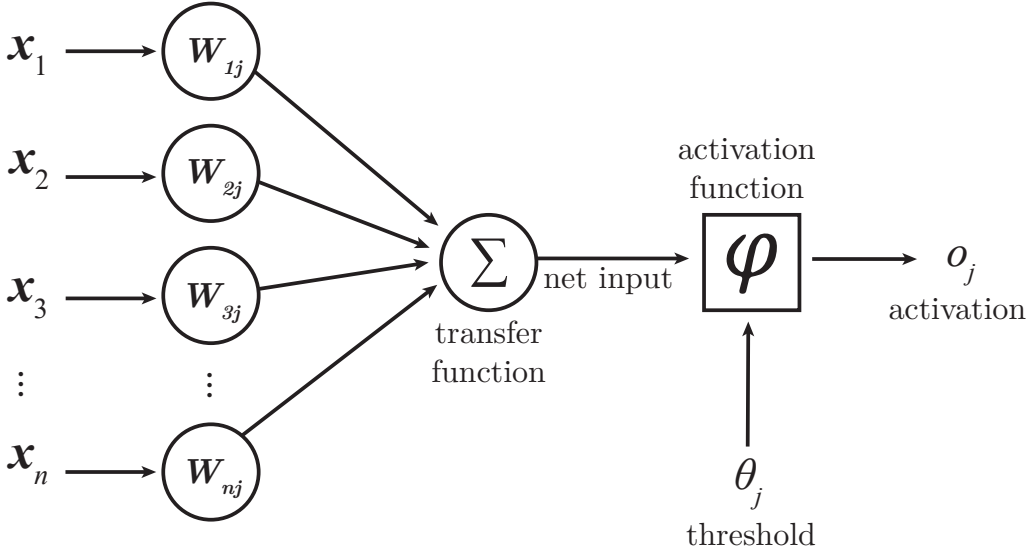 x₁ W₁ⱼ
x₂ W₂ⱼ
x₃ W₃ⱼ
⋮ ⋮
xₙ Wₙⱼ
Σ
transfer
function
net input
activation
function
φ
oⱼ
activation
θⱼ
threshold